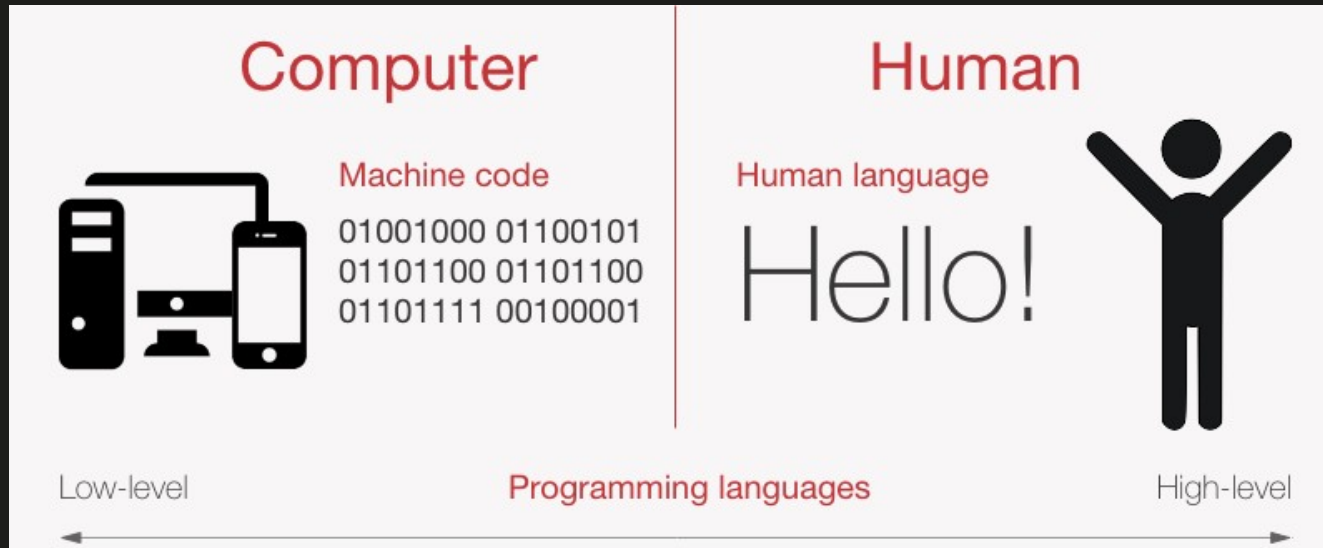 Computer
Machine code
01001000 01100101
01101100 01101100
01101111 00100001
Human
Human language
Hello!
Low-level
Programming languages
High-level